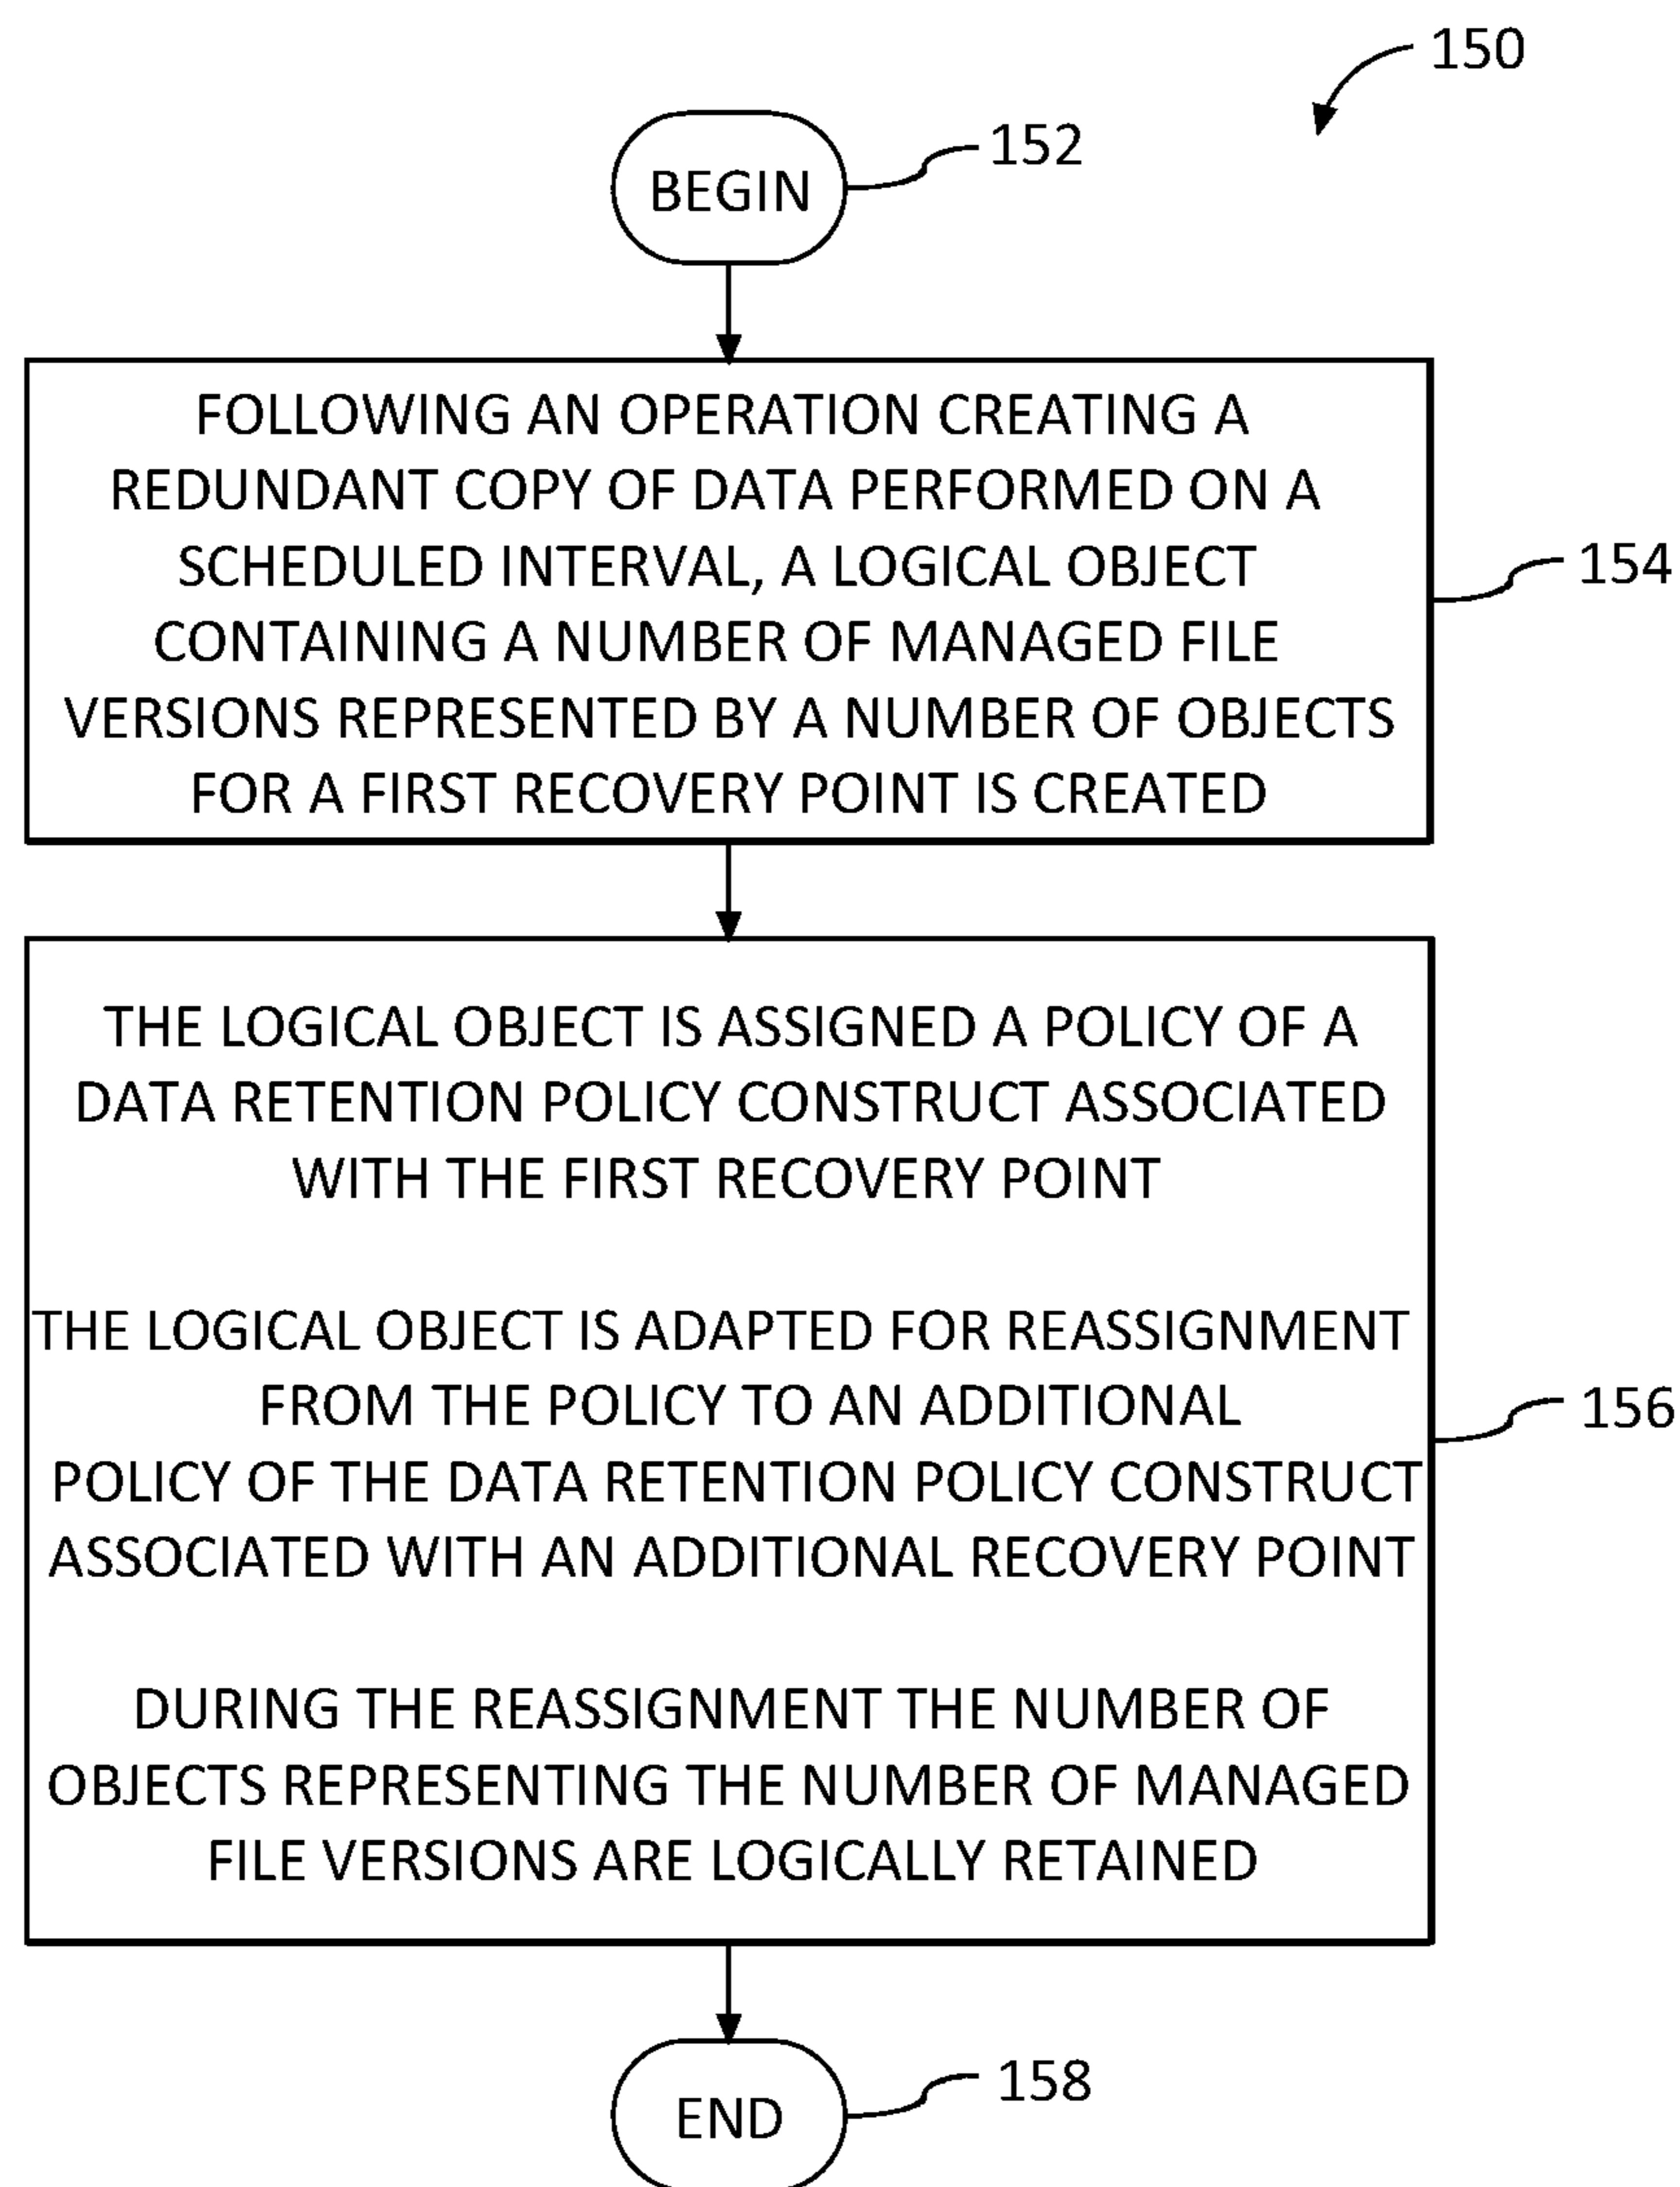 150
BEGIN
152
FOLLOWING AN OPERATION CREATING A
REDUNDANT COPY OF DATA PERFORMED ON A
SCHEDULED INTERVAL, A LOGICAL OBJECT
CONTAINING A NUMBER OF MANAGED FILE
VERSIONS REPRESENTED BY A NUMBER OF OBJECTS
FOR A FIRST RECOVERY POINT IS CREATED
154
THE LOGICAL OBJECT IS ASSIGNED A POLICY OF A
DATA RETENTION POLICY CONSTRUCT ASSOCIATED
WITH THE FIRST RECOVERY POINT
THE LOGICAL OBJECT IS ADAPTED FOR REASSIGNMENT
FROM THE POLICY TO AN ADDITIONAL
POLICY OF THE DATA RETENTION POLICY CONSTRUCT
ASSOCIATED WITH AN ADDITIONAL RECOVERY POINT
DURING THE REASSIGNMENT THE NUMBER OF
OBJECTS REPRESENTING THE NUMBER OF MANAGED
FILE VERSIONS ARE LOGICALLY RETAINED
156
END
158